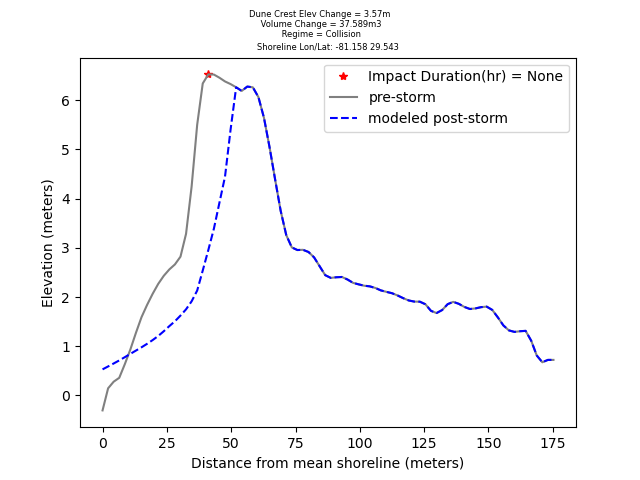 Dune Crest Elev Change = 3.57m
Volume Change = 37.589m3
Regime = Collision
Shoreline Lon/Lat: -81.158 29.543
Impact Duration(hr) = None
pre-storm
modeled post-storm
Elevation (meters)
6
5
4
3
2
1
0
0 25 50 75 100 125 150 175
Distance from mean shoreline (meters)